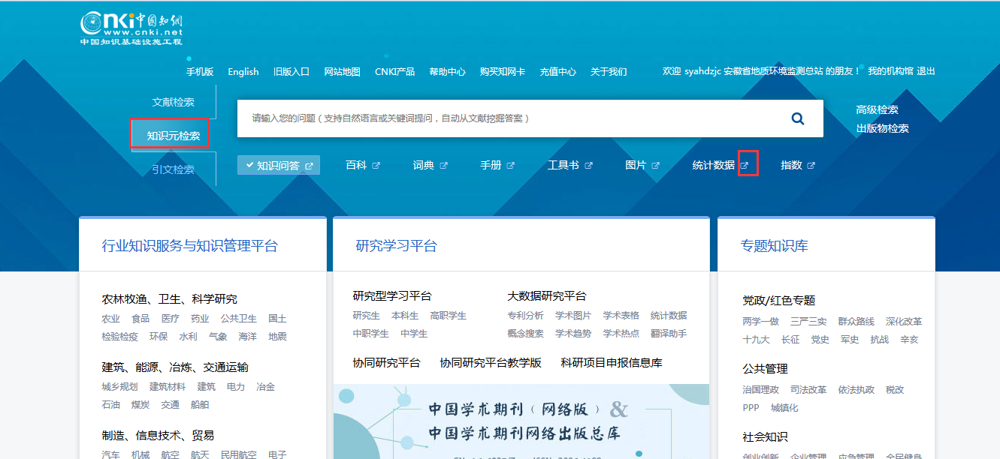 Cnki中国知网
www.cnki.net
中国知识基础设施工程
手机版 English 旧版入口 网站地图 CNKI产品 帮助中心 购买知网卡 充值中心 关于我们 欢迎 syahdzjc 安徽省地质环境监测总站 的朋友！ 我的机构馆 退出
文献检索
知识元检索
引文检索
请输入您的问题（支持自然语言或关键词提问，自动从文献挖掘答案）
高级检索
出版物检索
知识问答 百科 词典 手册 工具书 图片 统计数据 指数
行业知识服务与知识管理平台
农林牧渔、卫生、科学研究
农业 食品 医疗 药业 公共卫生 国土
检验检疫 环保 水利 气象 海洋 地震
建筑、能源、冶炼、交通运输
城乡规划 建筑材料 建筑 电力 冶金
石油 煤炭 交通 船舶
制造、信息技术、贸易
汽车 机械 航空 航天 民用航空 电子
研究学习平台
研究型学习平台
研究生 本科生 高职学生
中职学生 中学生
大数据研究平台
专利分析 学术图片 学术表格 统计数据
概念搜索 学术趋势 学术热点 翻译助手
协同研究平台 协同研究平台教学版 科研项目申报信息库
中国学术期刊（网络版）&
中国学术期刊网络出版总库
专题知识库
党政/红色专题
两学一做 三严三实 群众路线 深化改革
十九大 长征 党史 军史 抗战 辛亥
公共管理
治国理政 司法改革 依法执政 税改
PPP 城镇化
社会知识
创业创新 企业管理 应急管理 全民健身